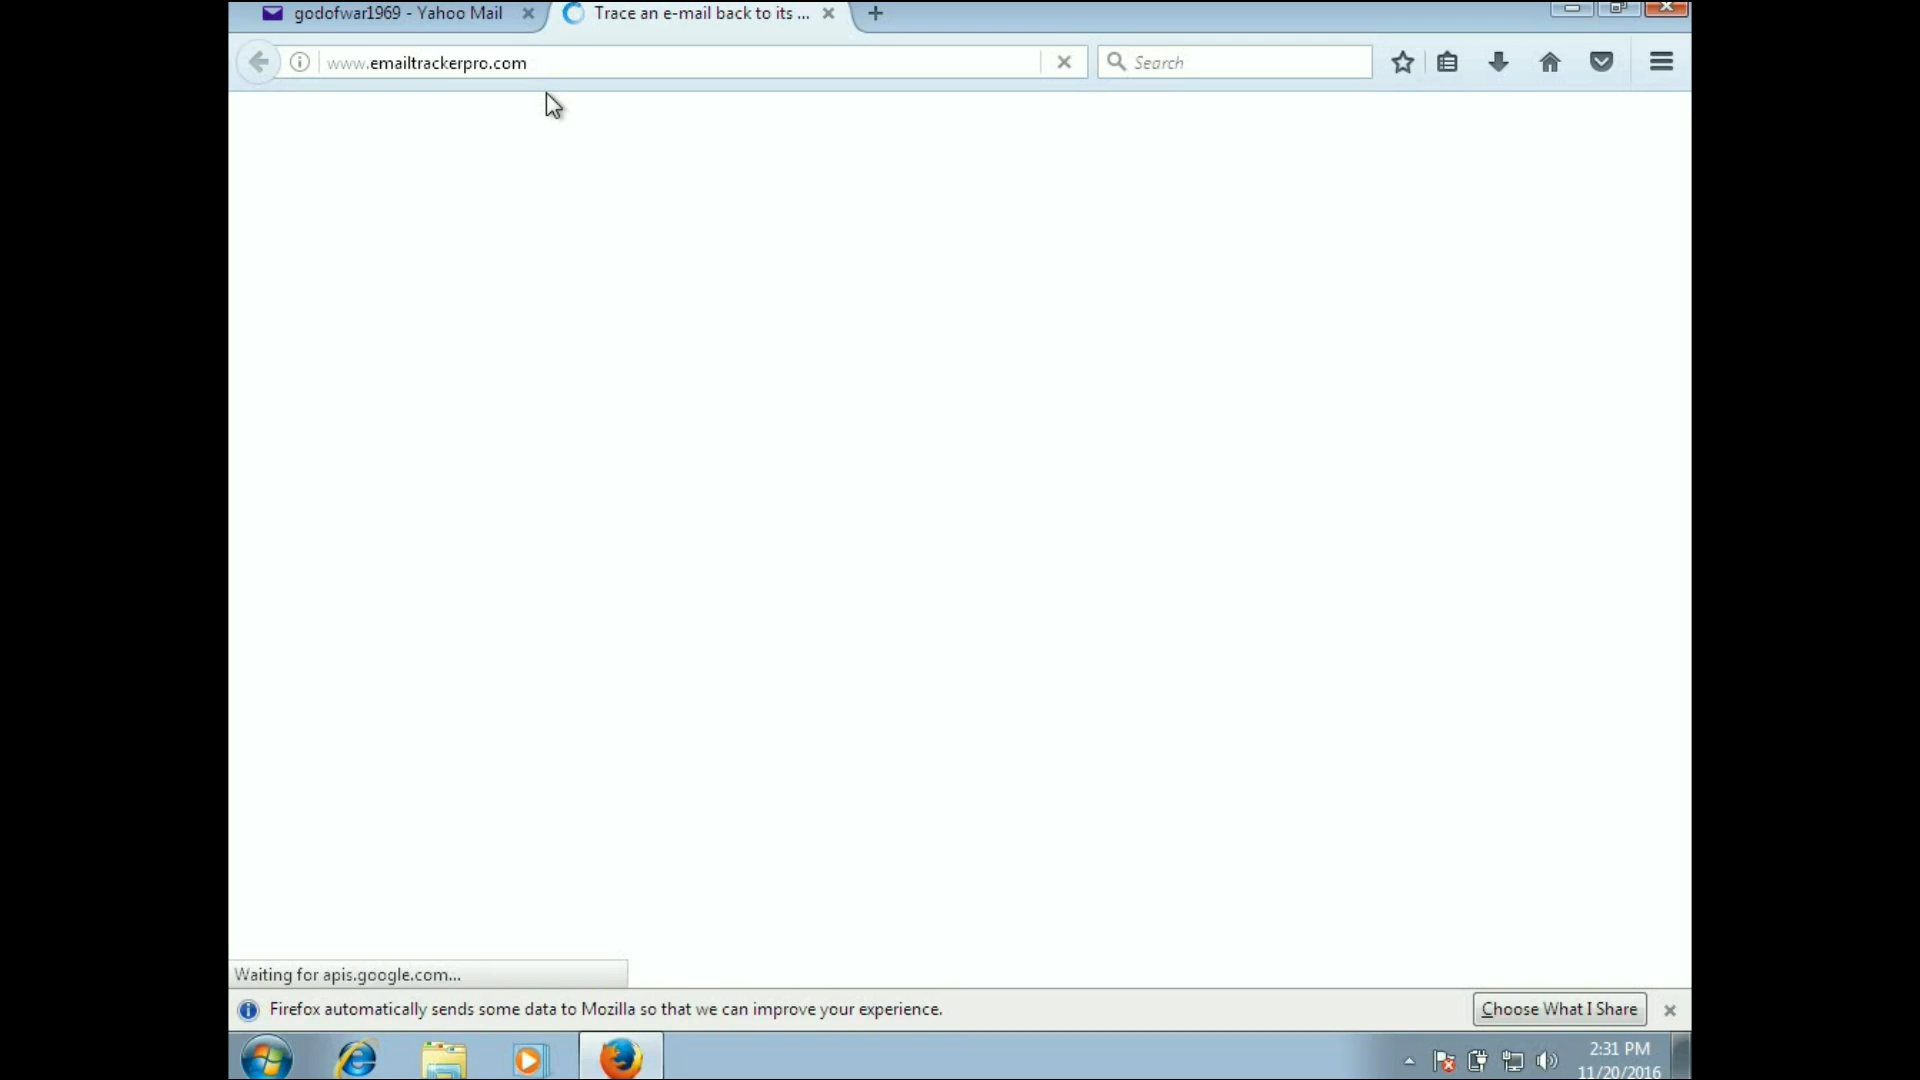 godofwar1969 - Yahoo Mail
Trace an e-mail back to its ...
www.emailtrackerpro.com
Search
Waiting for apis.google.com...
Firefox automatically sends some data to Mozilla so that we can improve your experience.
Choose What I Share
2:31 PM
11/20/2016